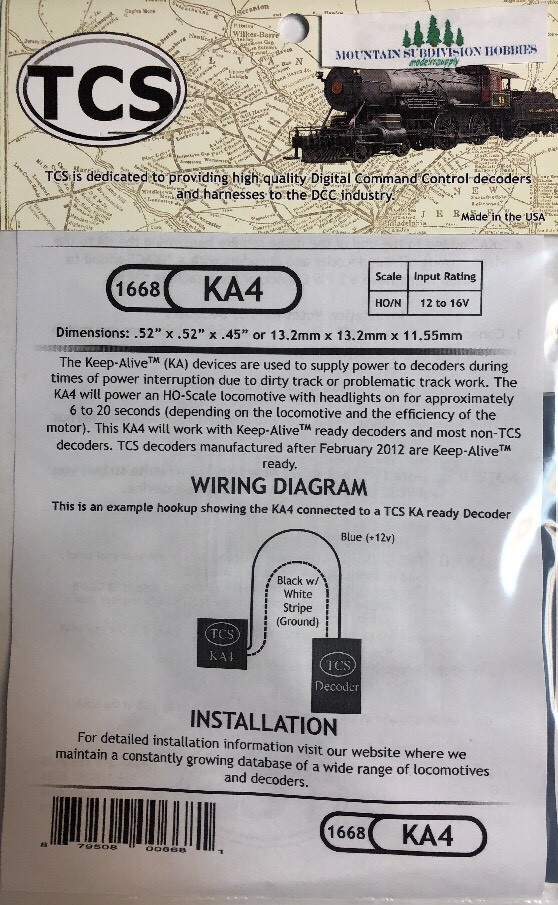 TCS
MOUNTAIN SUBDIVISION HOBBIES
modelrrsupply
TCS is dedicated to providing high quality Digital Command Control decoders
and harnesses to the DCC industry.
Made in the USA
1668 KA4
Scale Input Rating
HO/N 12 to 16V
Dimensions: .52” x .52” x .45” or 13.2mm x 13.2mm x 11.55mm
The Keep-Alive™ (KA) devices are used to supply power to decoders during
times of power interruption due to dirty track or problematic track work. The
KA4 will power an HO-Scale locomotive with headlights on for approximately
6 to 20 seconds (depending on the locomotive and the efficiency of the
motor). This KA4 will work with Keep-Alive™ ready decoders and most non-TCS
decoders. TCS decoders manufactured after February 2012 are Keep-Alive™
ready.
WIRING DIAGRAM
This is an example hookup showing the KA4 connected to a TCS KA ready Decoder
Blue (+12v)
Black w/
White
Stripe
(Ground)
TCS
KA4
TCS
Decoder
INSTALLATION
For detailed installation information visit our website where we
maintain a constantly growing database of a wide range of locomotives
and decoders.
8 79508 00668 1
1668 KA4